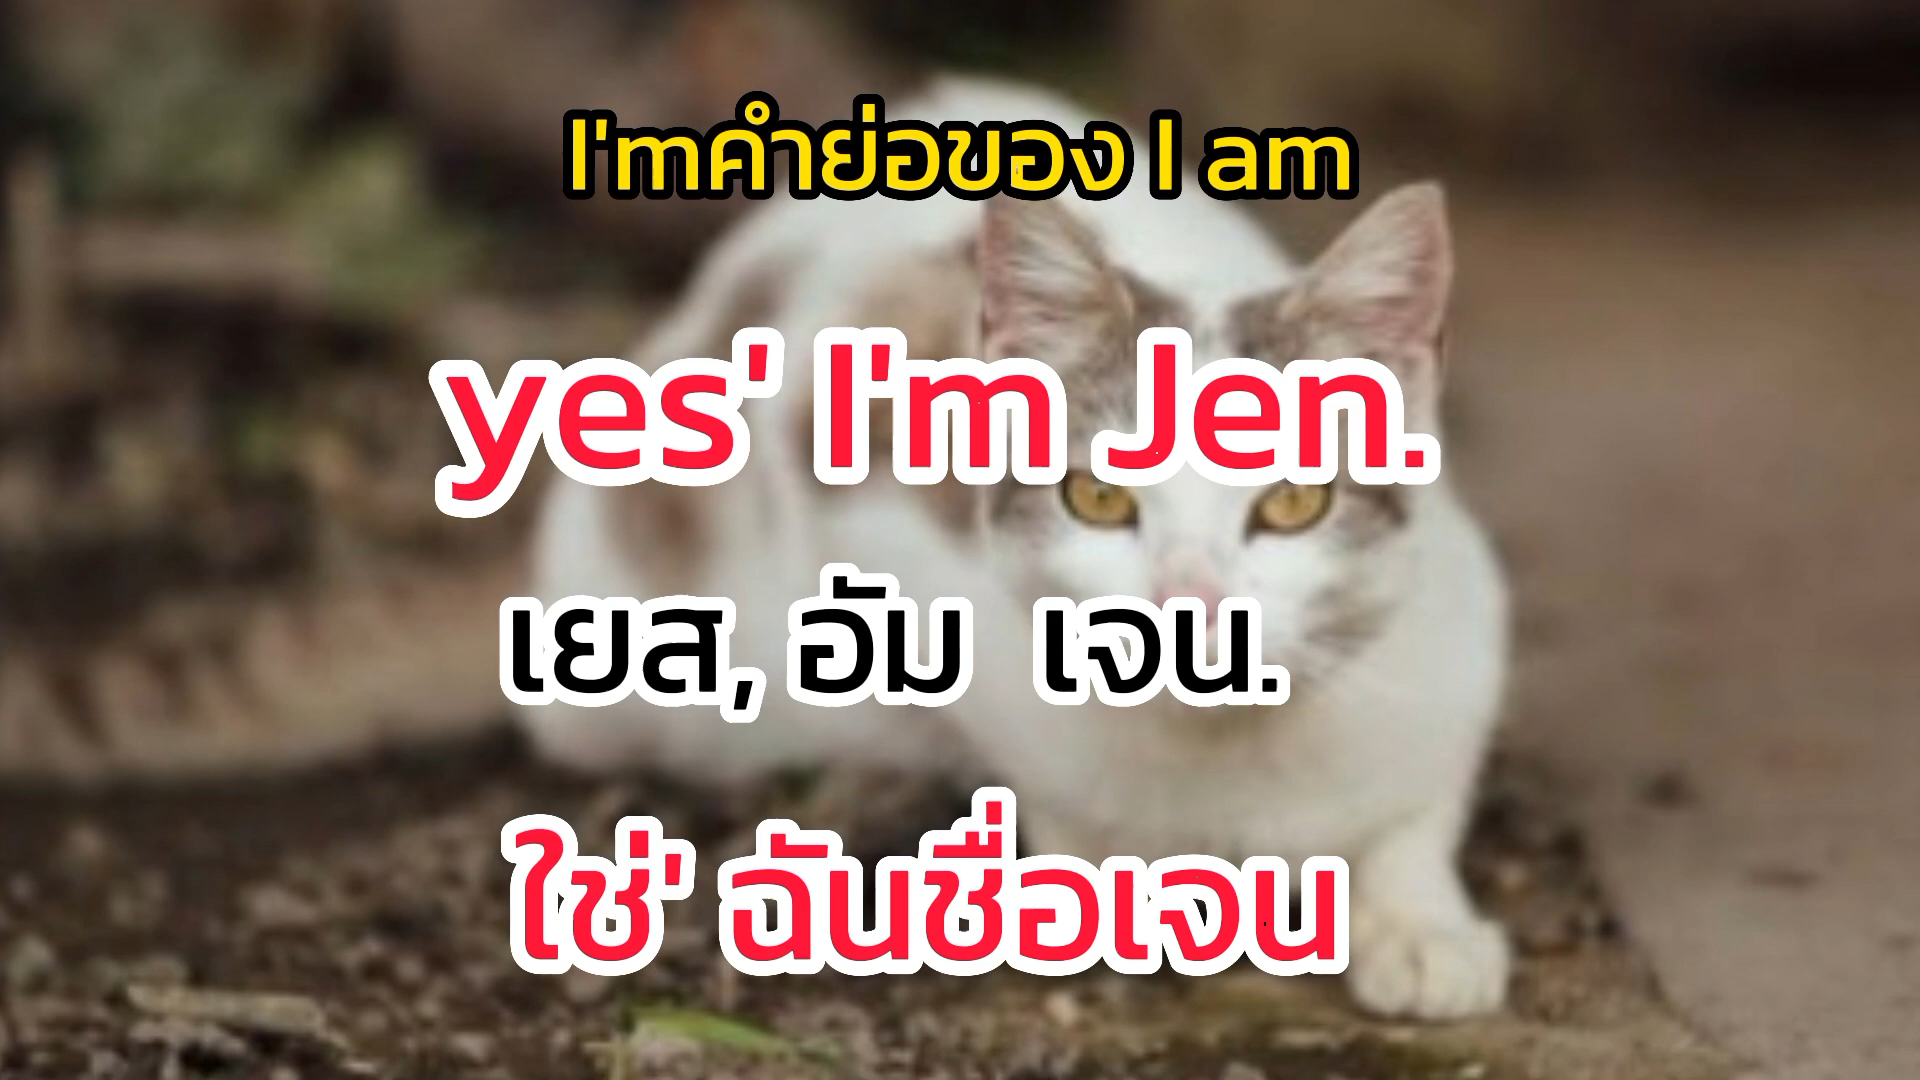 I'mคำย่อของ I am
yes' I'm Jen.
เยส, อัม เจน.
ใช่' ฉันชื่อเจน